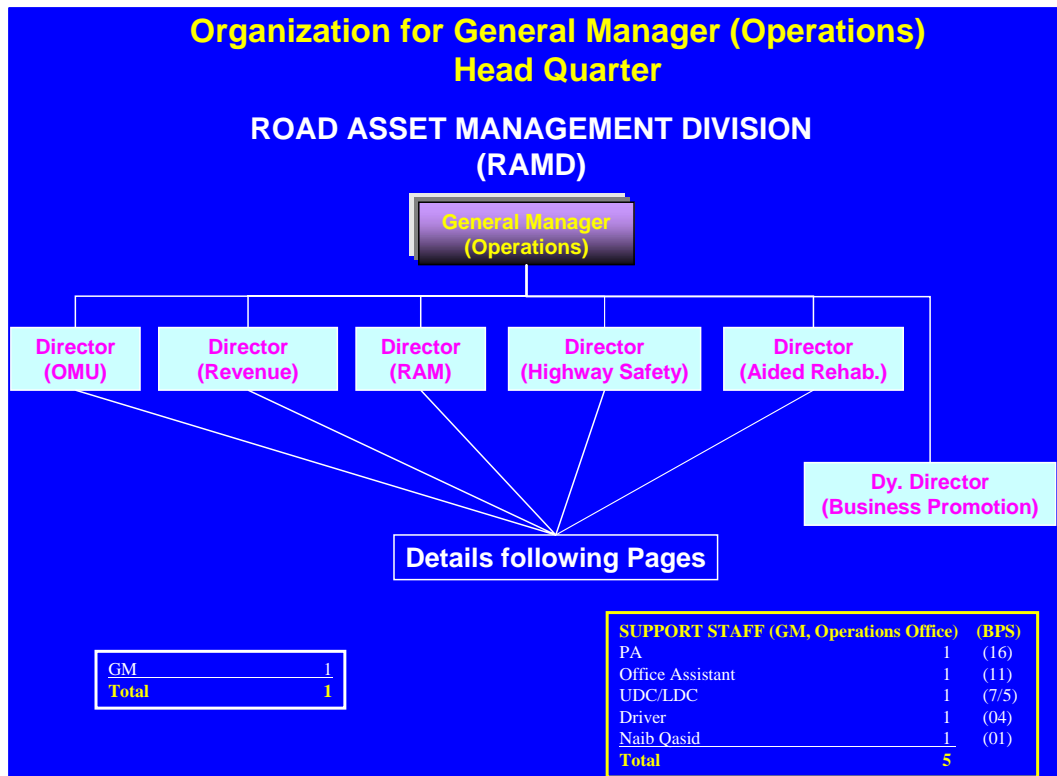 Organization for General Manager (Operations)
Head Quarter
ROAD ASSET MANAGEMENT DIVISION
(RAMD)
General Manager
(Operations)
Director
(OMU)
Director
(Revenue)
Director
(RAM)
Director
(Highway Safety)
Director
(Aided Rehab.)
Dy. Director
(Business Promotion)
Details following Pages
GM 1
Total 1
SUPPORT STAFF (GM, Operations Office) (BPS)
PA 1 (16)
Office Assistant 1 (11)
UDC/LDC 1 (7/5)
Driver 1 (04)
Naib Qasid 1 (01)
Total 5